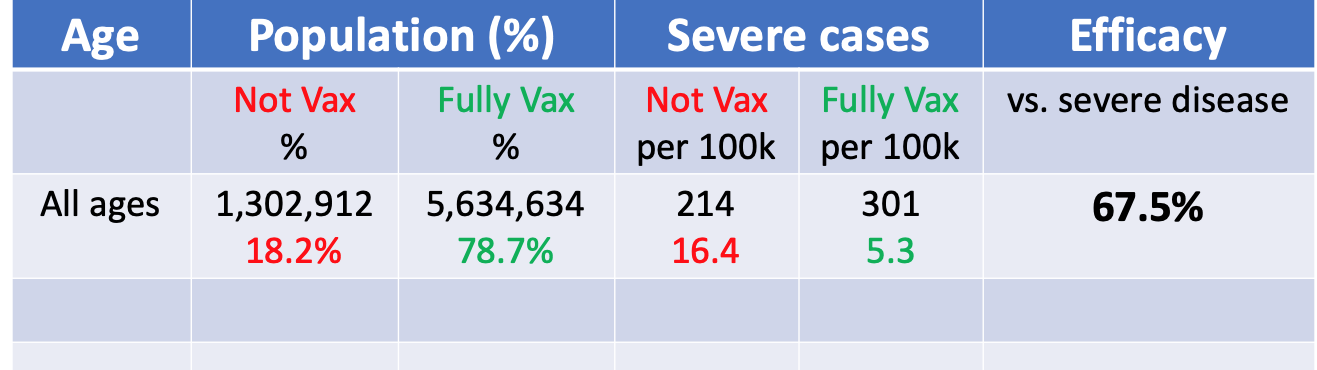 Age Population (%) Severe cases Efficacy
Not Vax Fully Vax Not Vax Fully Vax vs. severe disease
% % per 100k per 100k
All ages 1,302,912 5,634,634 214 301 67.5%
18.2% 78.7% 16.4 5.3